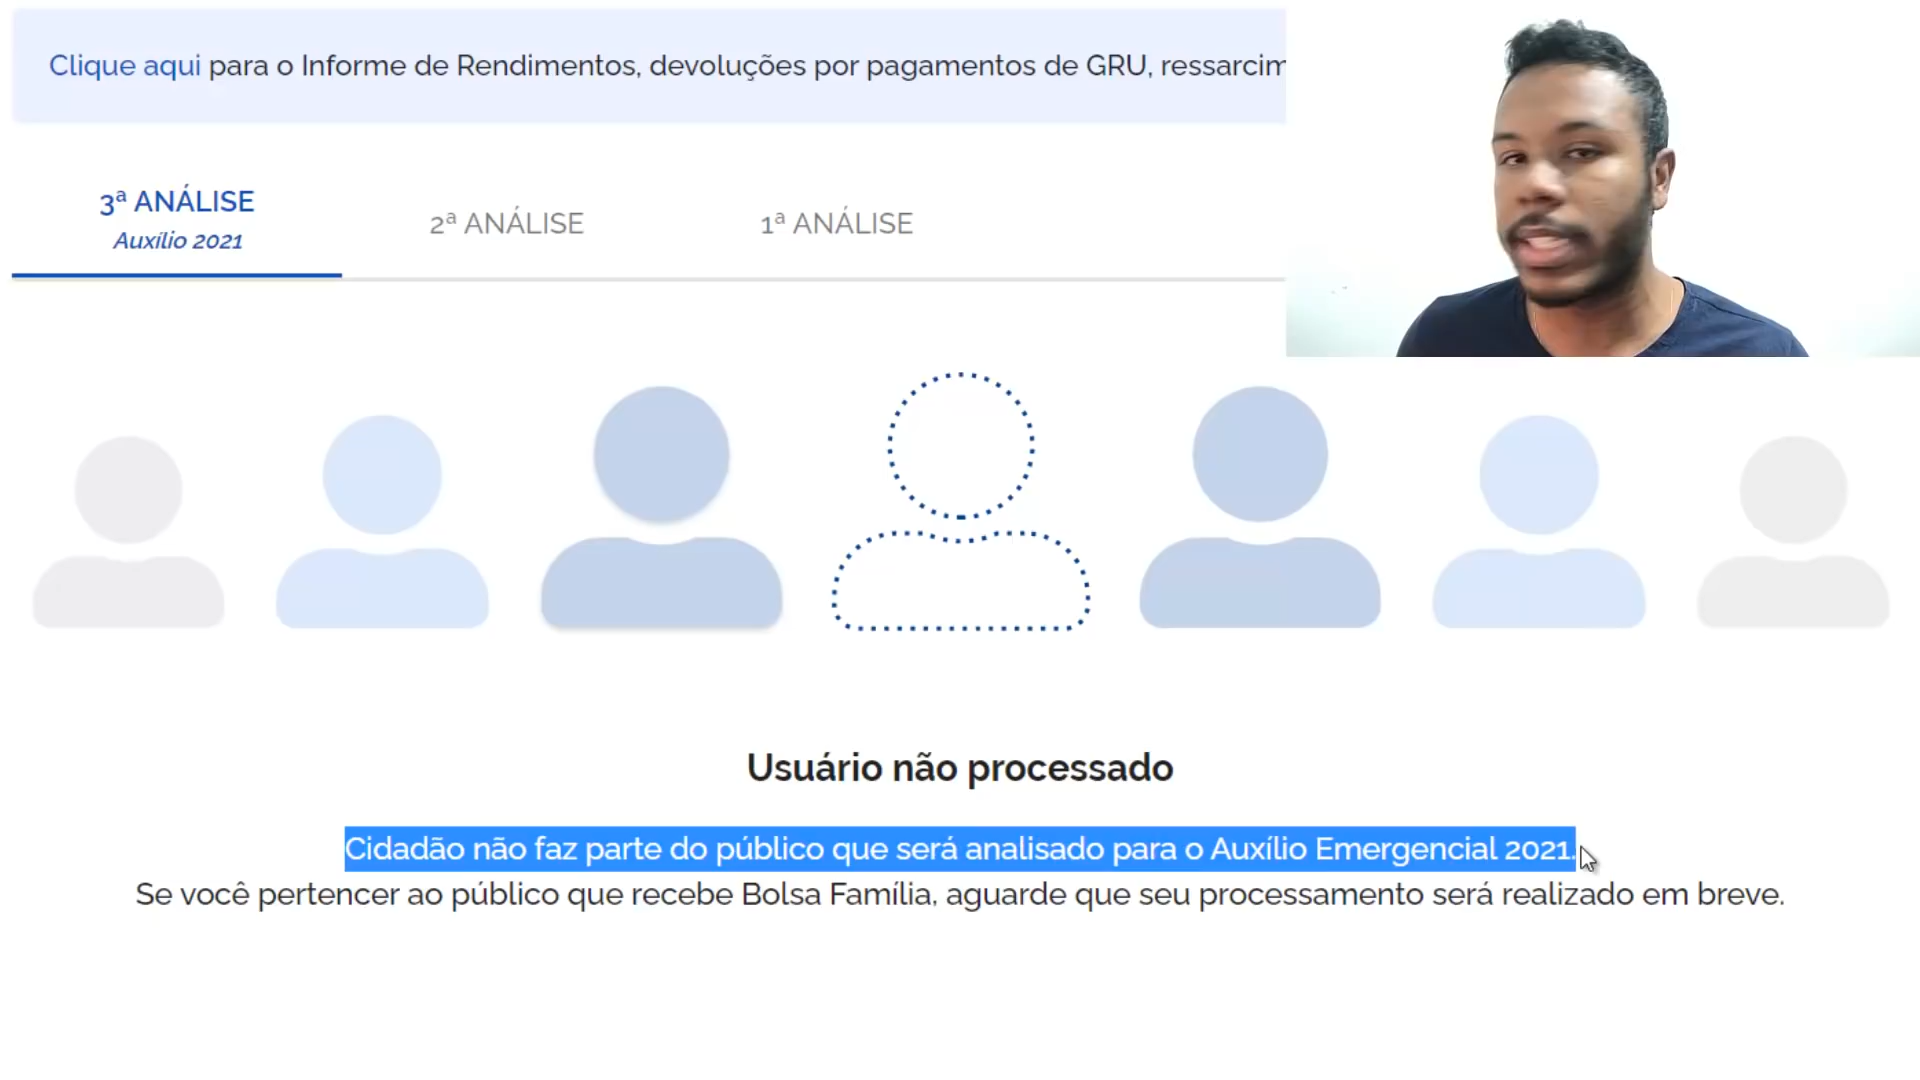 Clique aqui para o Informe de Rendimentos, devoluções por pagamentos de GRU, ressarcim
3ª ANÁLISE
Auxílio 2021
2ª ANÁLISE
1ª ANÁLISE
Usuário não processado
Cidadão não faz parte do público que será analisado para o Auxílio Emergencial 2021.
Se você pertencer ao público que recebe Bolsa Família, aguarde que seu processamento será realizado em breve.